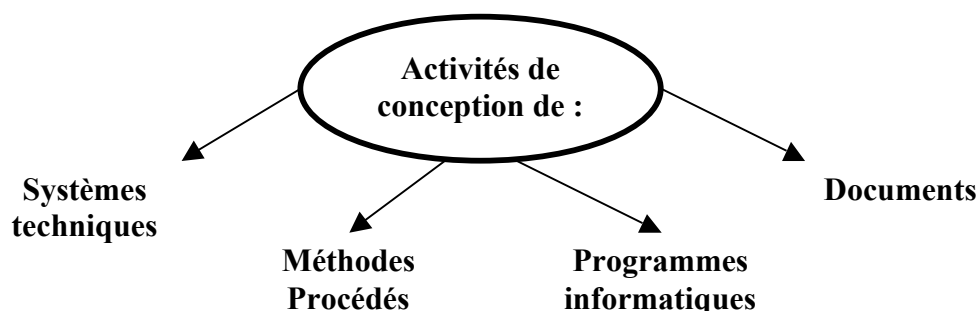 Activités de
conception de :
Systèmes
techniques
Documents
Méthodes
Procédés
Programmes
informatiques